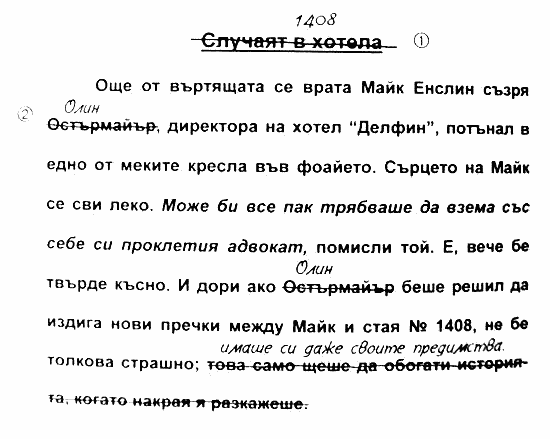 1408
Случаят в хотела ①
Още от въртящата се врата Майк Енслин съзря
Олин
② Остърмайър, директора на хотел “Делфин”, потънал в
едно от меките кресла във фоайето. Сърцето на Майк
се сви леко. Може би все пак трябваше да взема със
себе си проклетия адвокат, помисли той. Е, вече бе
Олин
твърде късно. И дори ако Остърмайър беше решил да
издига нови пречки между Майк и стая № 1408, не бе
имаше си даже своите предимства.
толкова страшно; това само щеше да обогати история-
та, когато накрая я разкажеше.